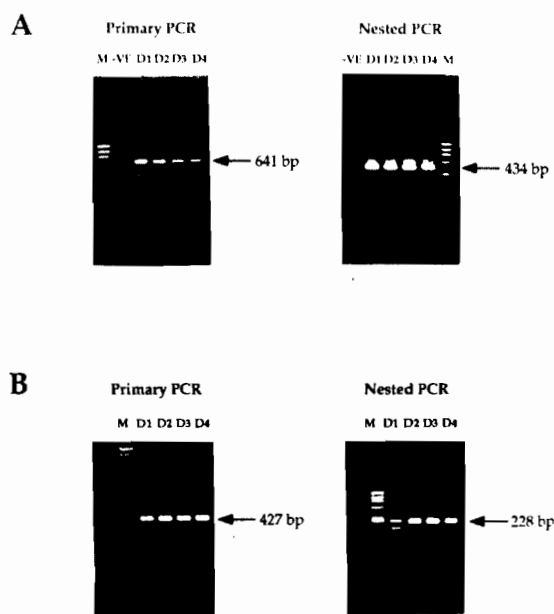 A
Primary PCR
Nested PCR
M -VE D1 D2 D3 D4
-VE D1 D2 D3 D4 M
641 bp
434 bp
B
Primary PCR
Nested PCR
M D1 D2 D3 D4
M D1 D2 D3 D4
427 bp
228 bp